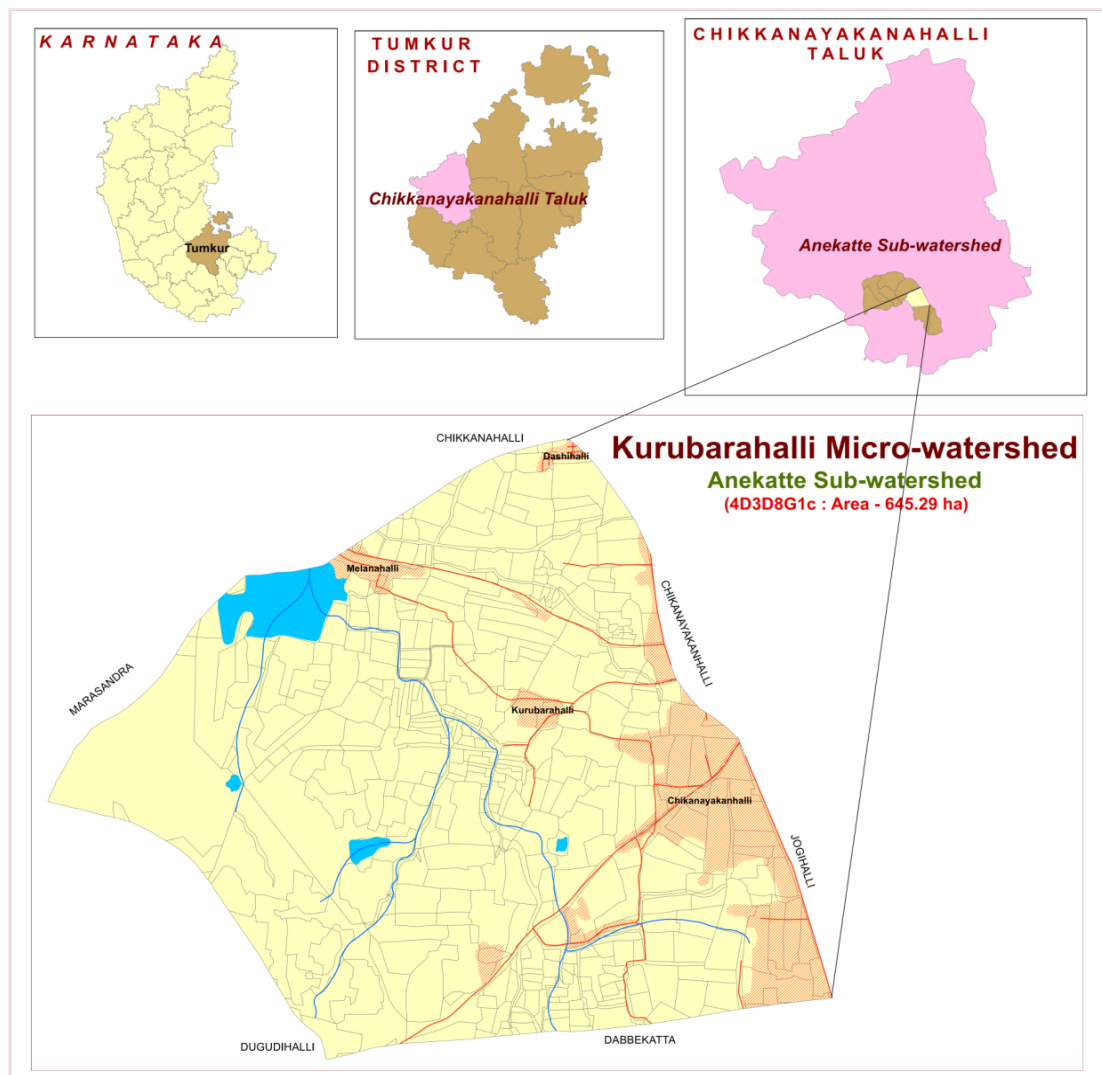 KARNATAKA
Tumkur
TUMKUR
DISTRICT
Chikkanayakanahalli Taluk
CHIKKANAYAKANAHALLI
TALUK
Anekatte Sub-watershed
Kurubarahalli Micro-watershed
Anekatte Sub-watershed
(4D3D8G1c : Area - 645.29 ha)
CHIKKANAHALLI
Dashihalli
Melanahalli
CHIKANAYAKANHALLI
MARASANDRA
Kurubarahalli
Chikanayakanhalli
JOGIHALLI
DUGUDIHALLI
DABBEKATTA